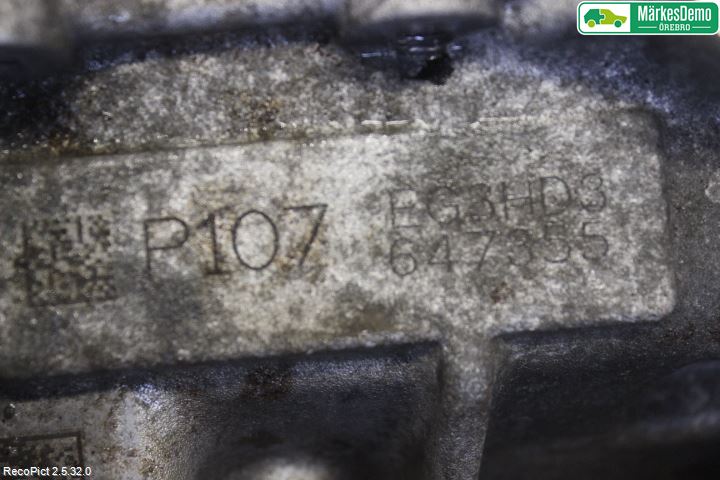 MärkesDemo
ÖREBRO
P107
EG3HD3
647355
RecoPict 2.5.32.0